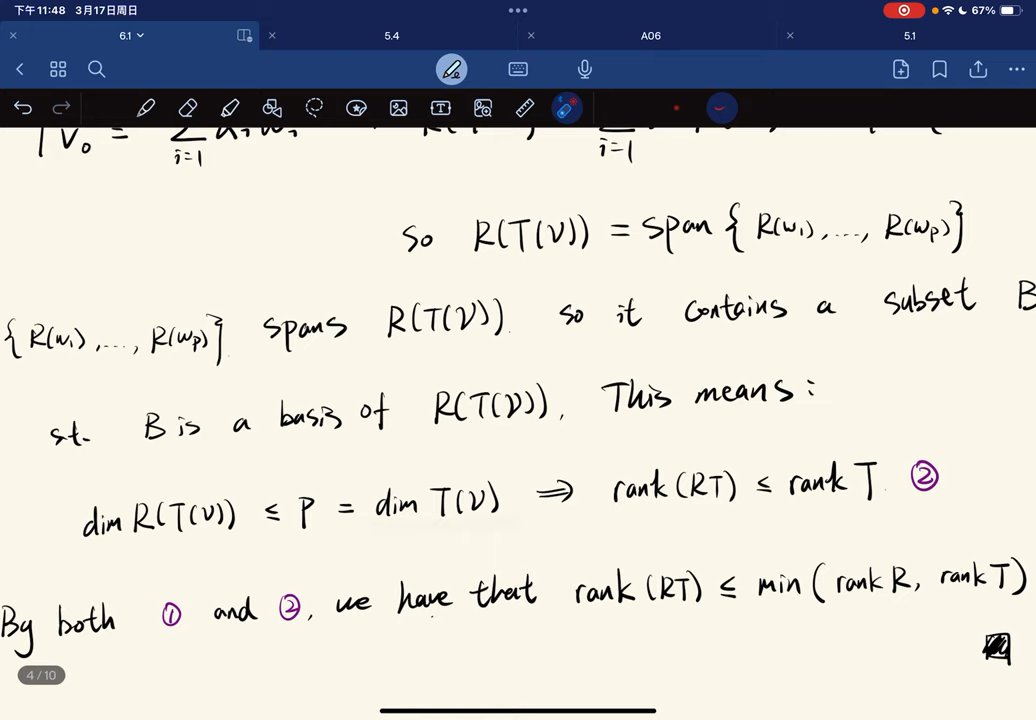 下午11:48 3月17日周日
67%
6.1
5.4
A06
5.1
so R(T(V)) = span { R(w₁), ..., R(wₚ)}
{R(w₁), ..., R(wₚ)} spans R(T(V)). so it contains a subset B
st. B is a basis of R(T(V)). This means :
dim R(T(V)) ≤ P = dim T(V) ⟹ rank (RT) ≤ rank T. ②
By both ① and ②, we have that rank (RT) ≤ min ( rank R, rank T)
4 / 10